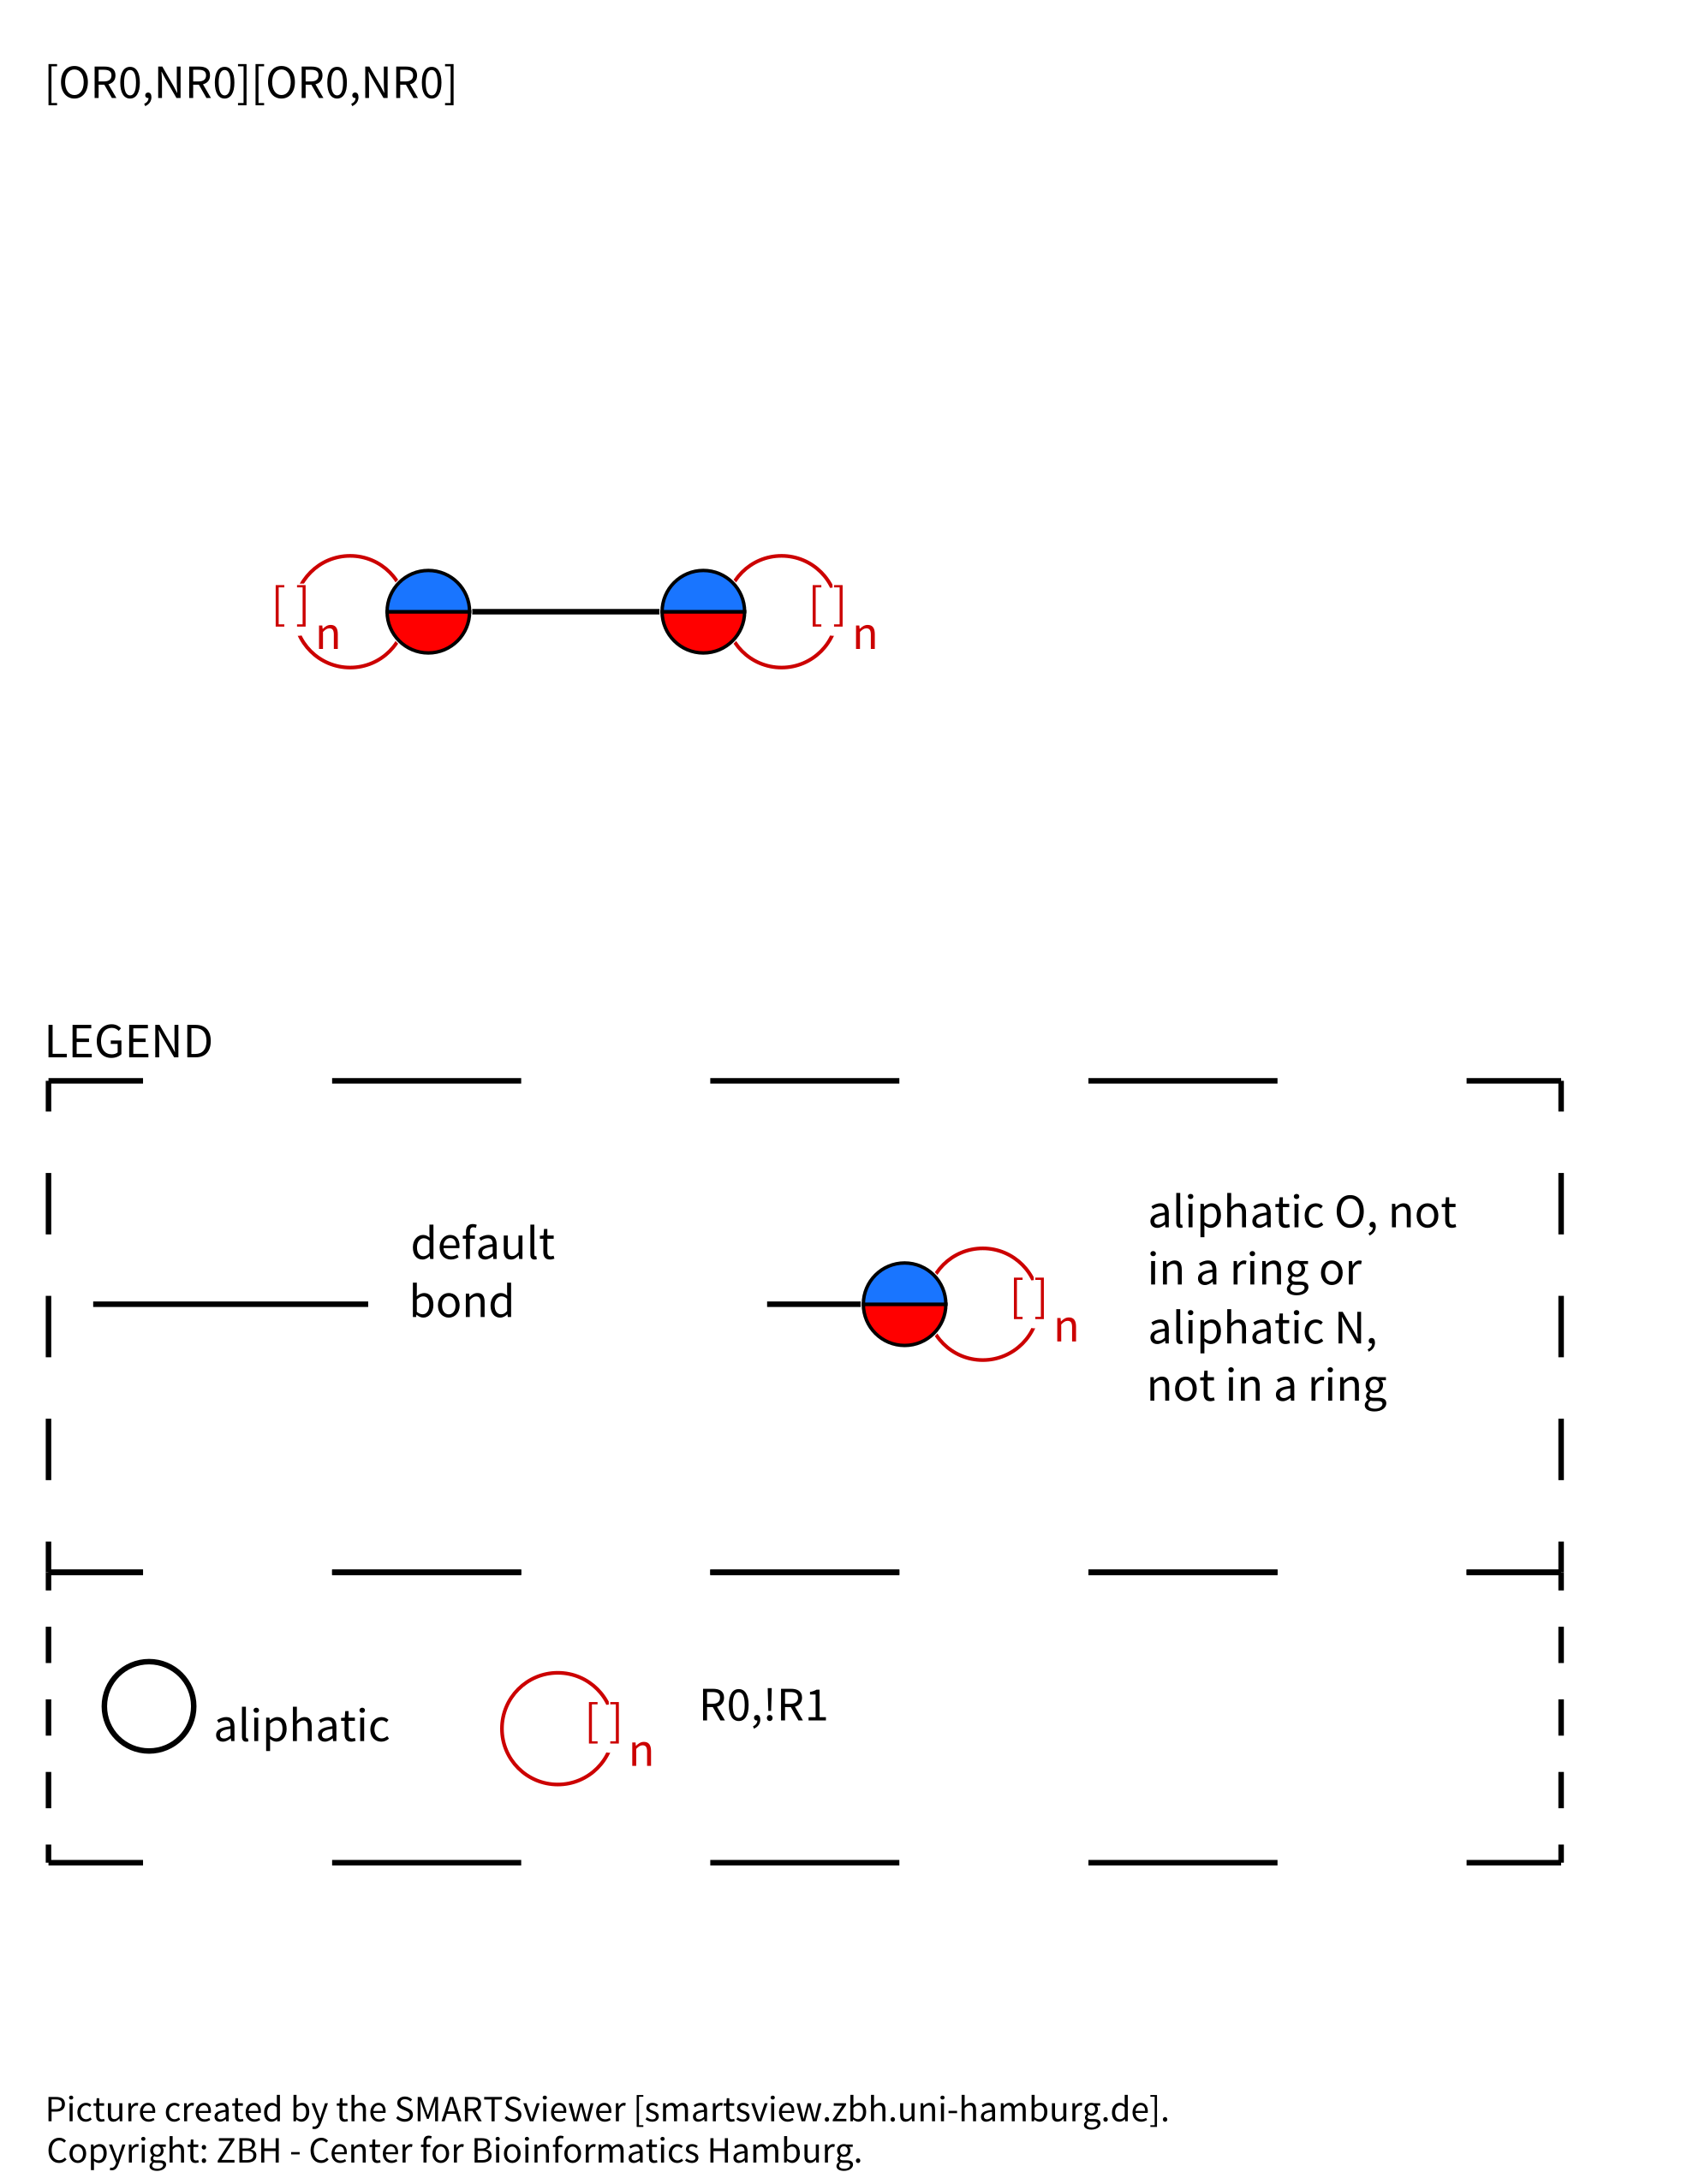 [OR0,NR0][OR0,NR0]
[ ]n
[ ]n
LEGEND
default
bond
[ ]n
aliphatic O, not
in a ring or
aliphatic N,
not in a ring
aliphatic
[ ]n
R0,!R1
Picture created by the SMARTSviewer [smartsview.zbh.uni-hamburg.de].
Copyright: ZBH - Center for Bioinformatics Hamburg.